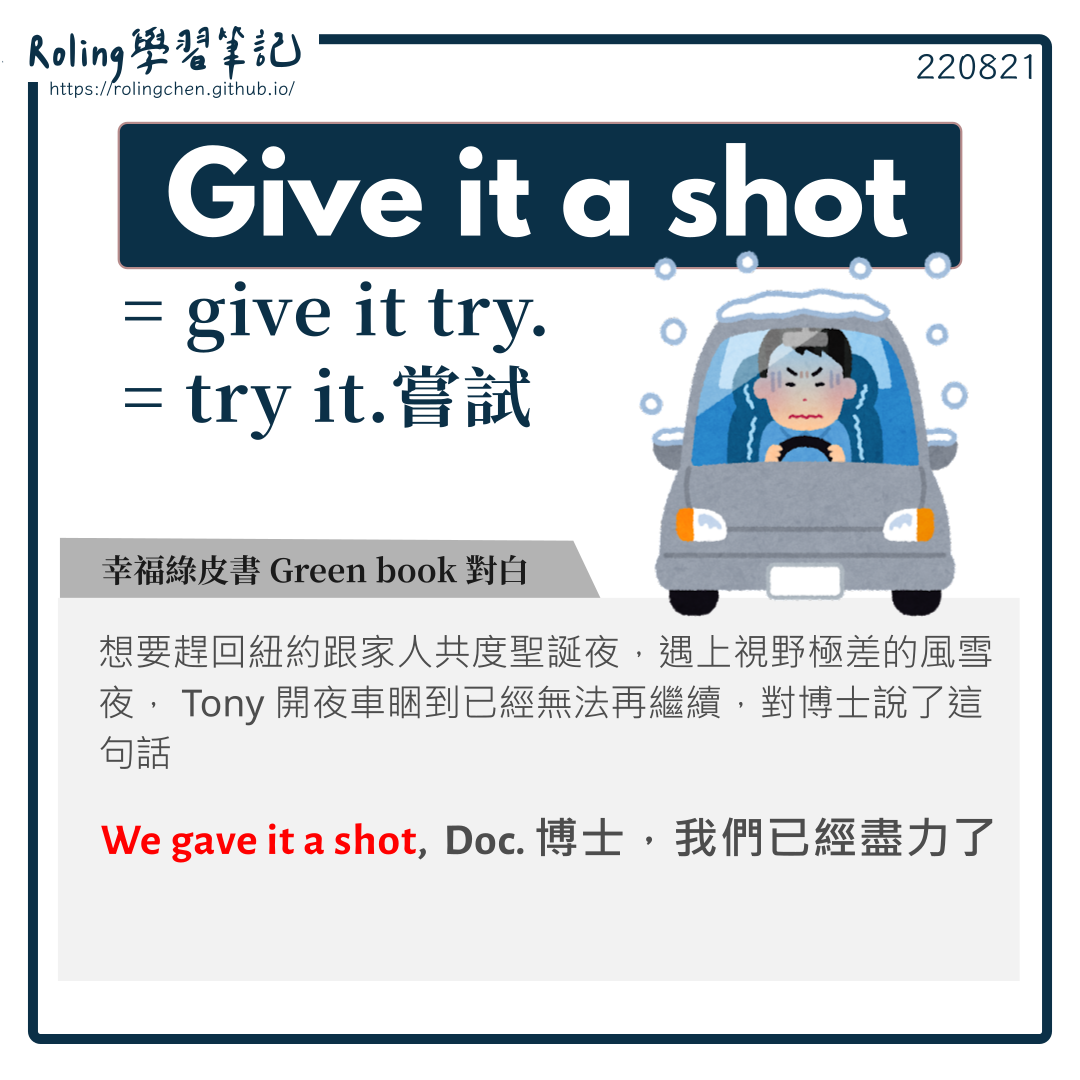 Roling學習筆記
https://rolingchen.github.io/
220821
Give it a shot
= give it try.
= try it.嘗試
幸福綠皮書 Green book 對白
想要趕回紐約跟家人共度聖誕夜，遇上視野極差的風雪
夜， Tony 開夜車睏到已經無法再繼續，對博士說了這
句話
We gave it a shot, Doc. 博士，我們已經盡力了